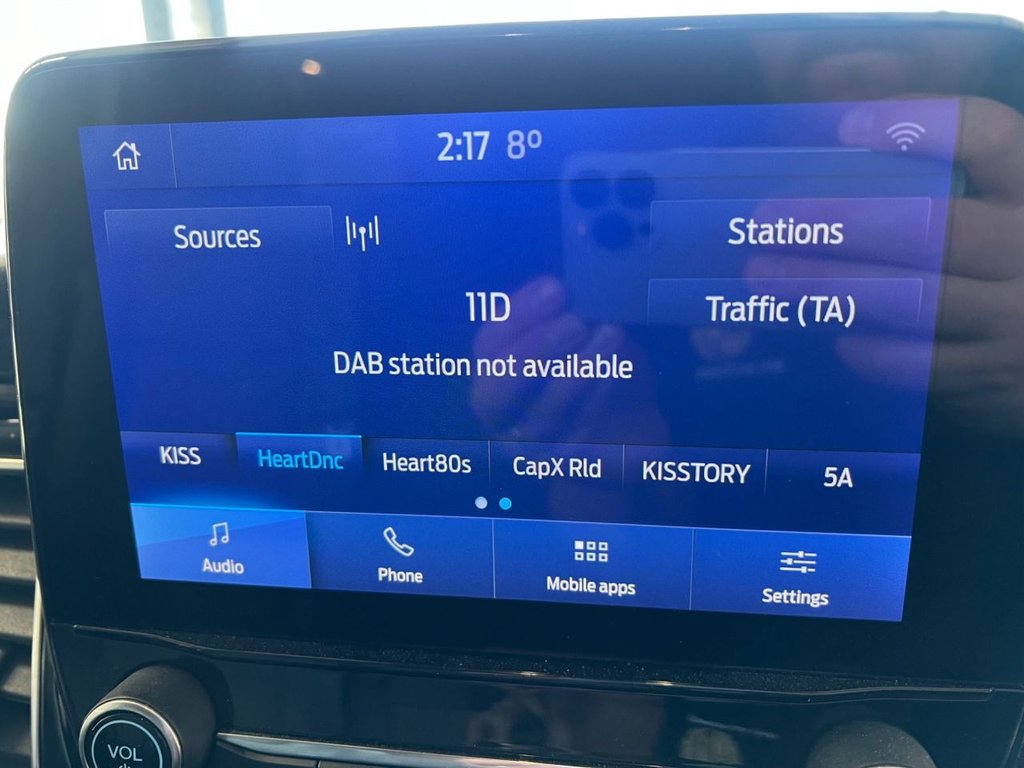 2:17 8º
Sources
Stations
11D
Traffic (TA)
DAB station not available
KISS HeartDnc Heart80s CapX Rld KISSTORY 5A
Audio Phone Mobile apps Settings
VOL